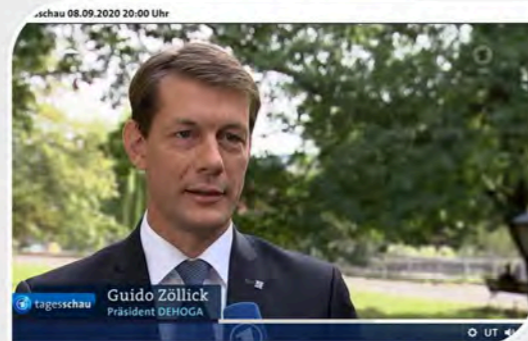 schau 08.09.2020 20:00 Uhr
tagesschau
Guido Zöllick
Präsident DEHOGA
UT